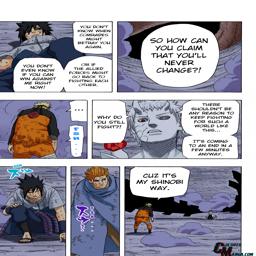 YOU DON'T
KNOW WHEN
COMRADES
MIGHT
BETRAY YOU
AGAIN.
OR IF
THE ALLIED
FORCES MIGHT
GO BACK TO
FIGHTING EACH
OTHER.
YOU DON'T
EVEN KNOW
IF YOU CAN
WIN AGAINST
ME RIGHT
NOW!
SO HOW CAN
YOU CLAIM
THAT YOU'LL
NEVER
CHANGE?!
WHY DO
YOU STILL
FIGHT?!
THERE
SHOULDN'T BE
ANY REASON
TO KEEP
FIGHTING
FOR SUCH A
WORLD LIKE
THIS...
IT'S COMING
TO AN END IN A
FEW MINUTES
ANYWAY.
CUZ IT'S
MY SHINOBI
WAY.